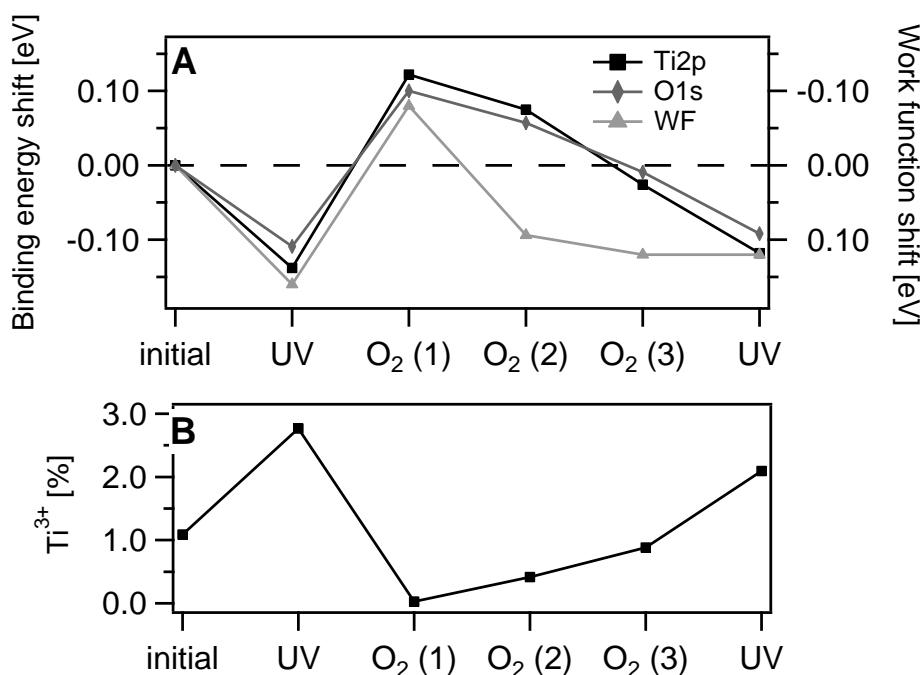 A
Ti2p
O1s
WF
Binding energy shift [eV]
0.10
0.00
-0.10
Work function
shift [eV]
-0.10
0.00
0.10
initial UV O₂ (1) O₂ (2) O₂ (3) UV
B
Ti³⁺ [%]
3.0
2.0
1.0
0.0
initial UV O₂ (1) O₂ (2) O₂ (3) UV